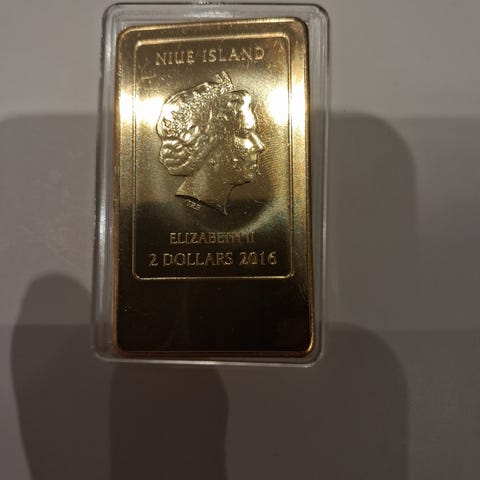 NIUE ISLAND
ELIZABETH II
2 DOLLARS 2016